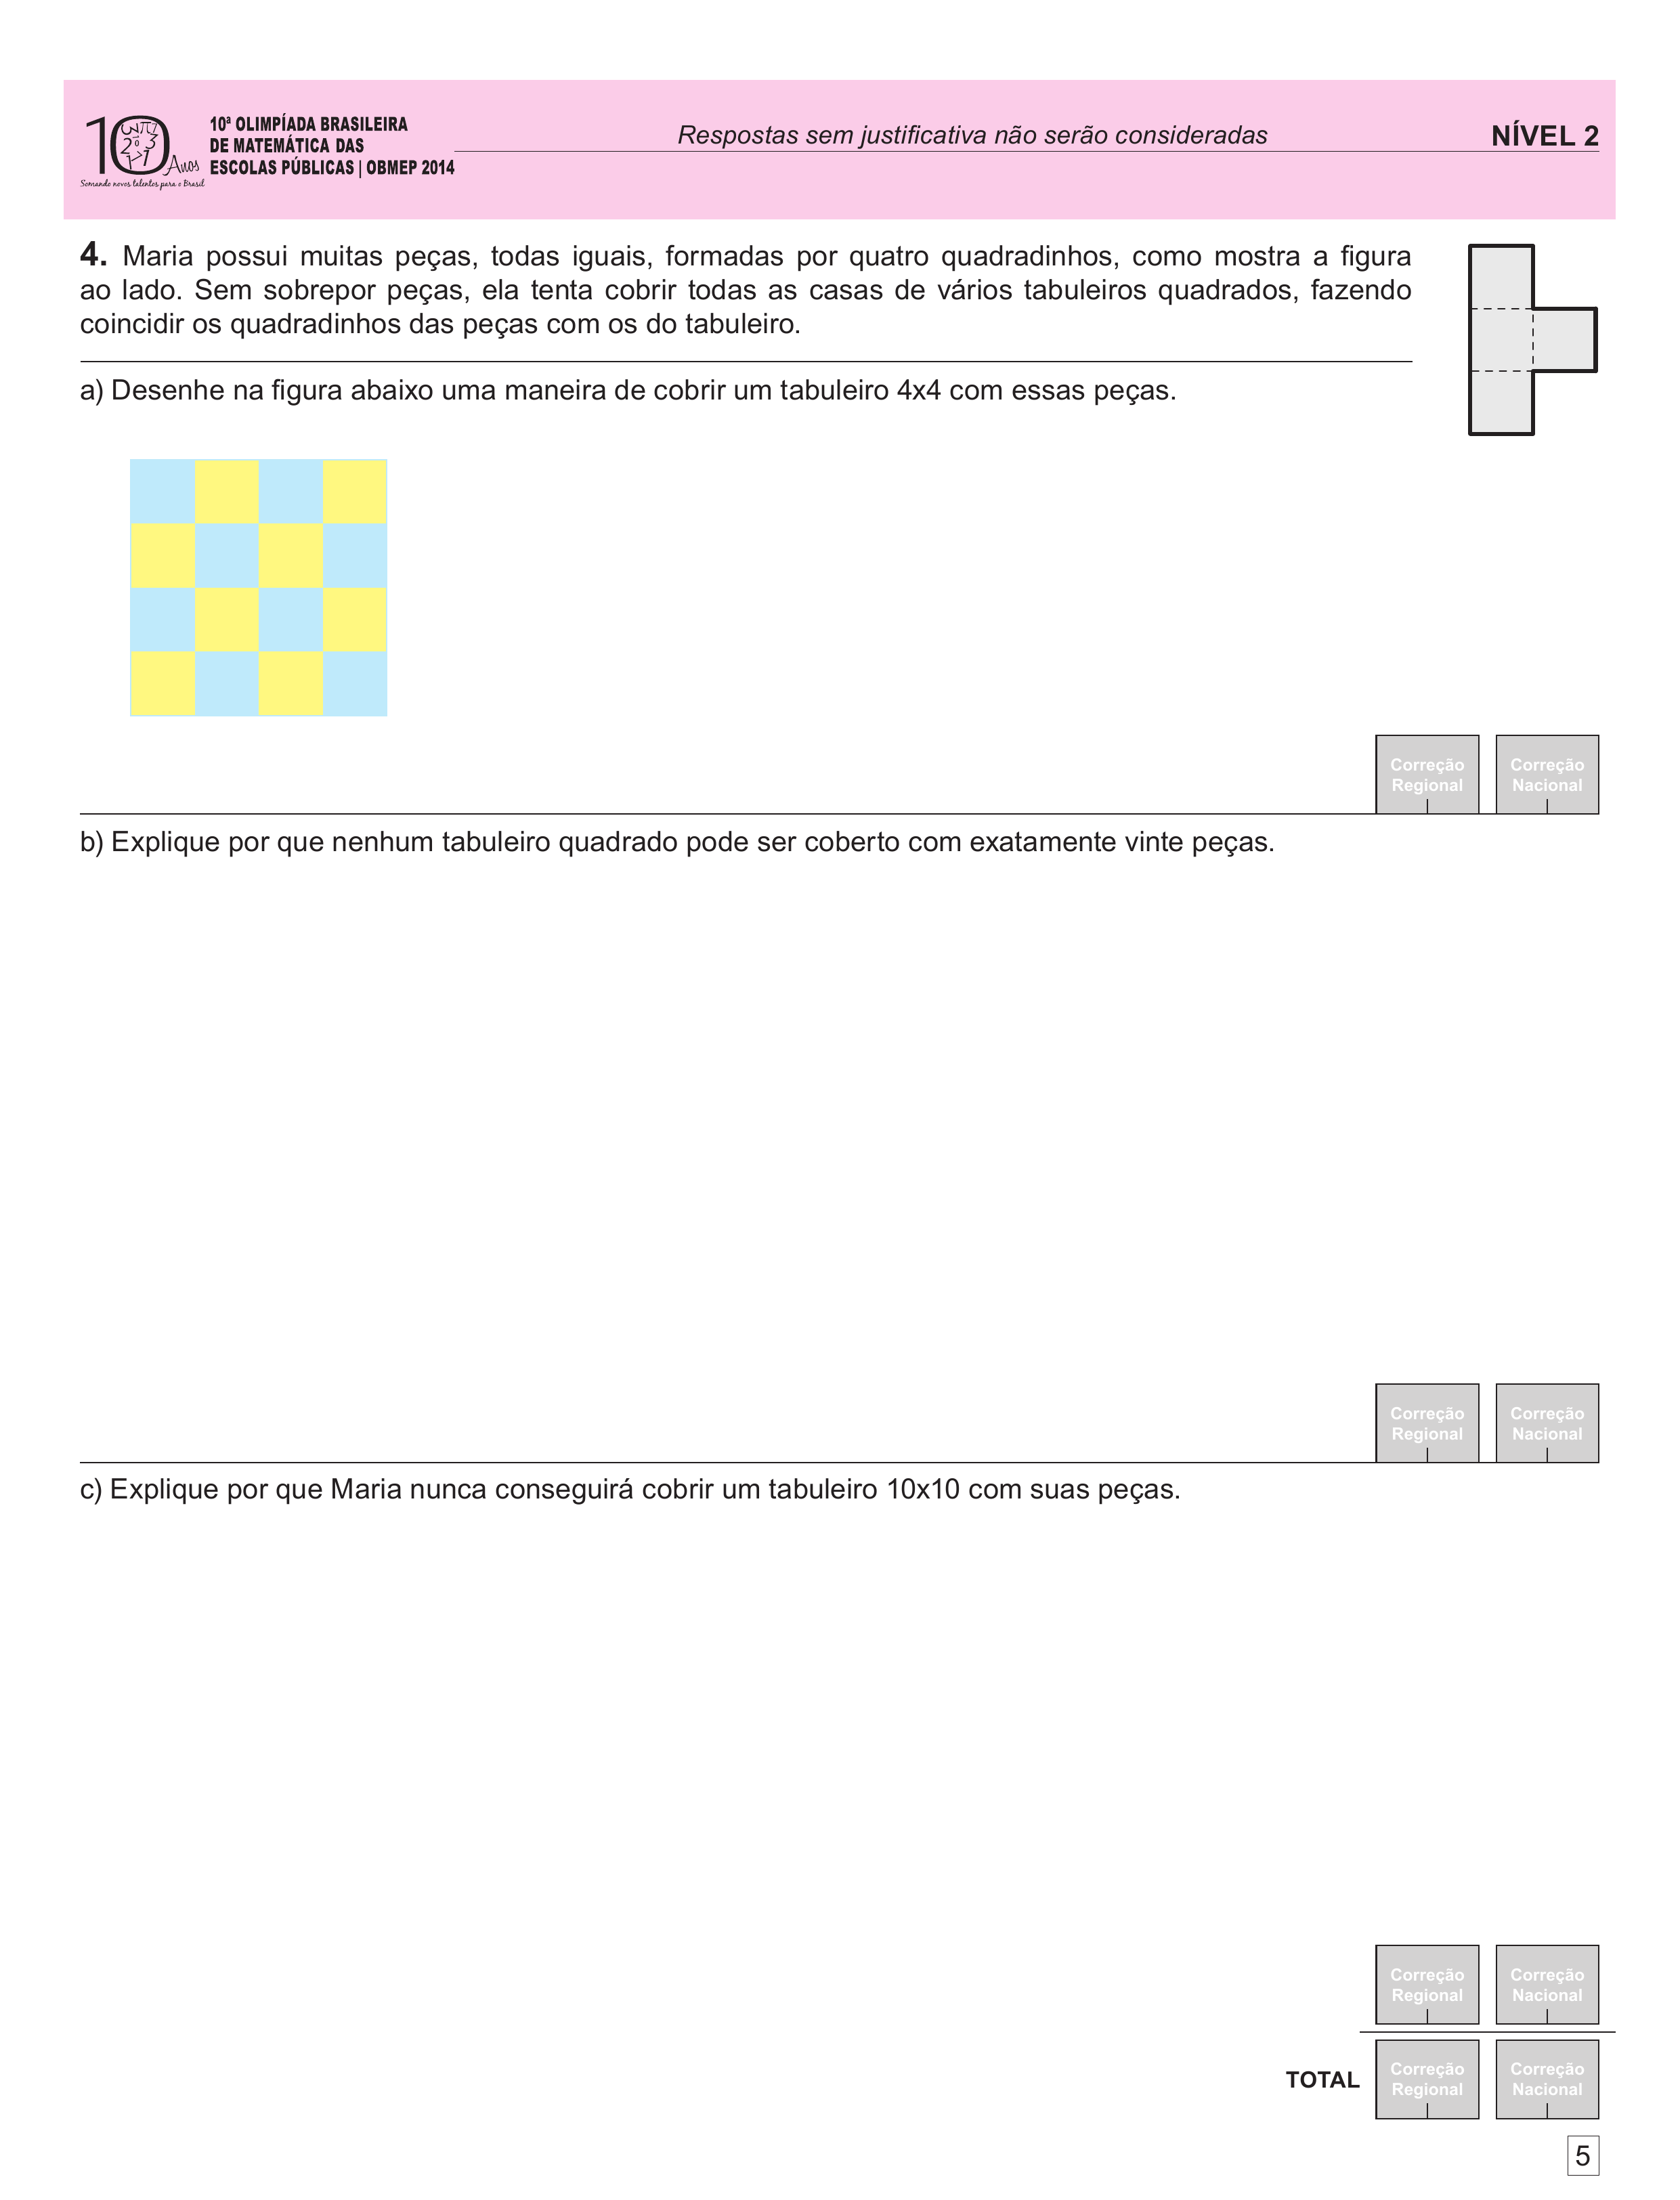 10 Anos
Somando novos talentos para o Brasil
10ª OLIMPÍADA BRASILEIRA
DE MATEMÁTICA DAS
ESCOLAS PÚBLICAS | OBMEP 2014
Respostas sem justificativa não serão consideradas
NÍVEL 2
4. Maria possui muitas peças, todas iguais, formadas por quatro quadradinhos, como mostra a figura
ao lado. Sem sobrepor peças, ela tenta cobrir todas as casas de vários tabuleiros quadrados, fazendo
coincidir os quadradinhos das peças com os do tabuleiro.
a) Desenhe na figura abaixo uma maneira de cobrir um tabuleiro 4x4 com essas peças.
Correção
Regional
Correção
Nacional
b) Explique por que nenhum tabuleiro quadrado pode ser coberto com exatamente vinte peças.
Correção
Regional
Correção
Nacional
c) Explique por que Maria nunca conseguirá cobrir um tabuleiro 10x10 com suas peças.
Correção
Regional
Correção
Nacional
TOTAL
Correção
Regional
Correção
Nacional
5